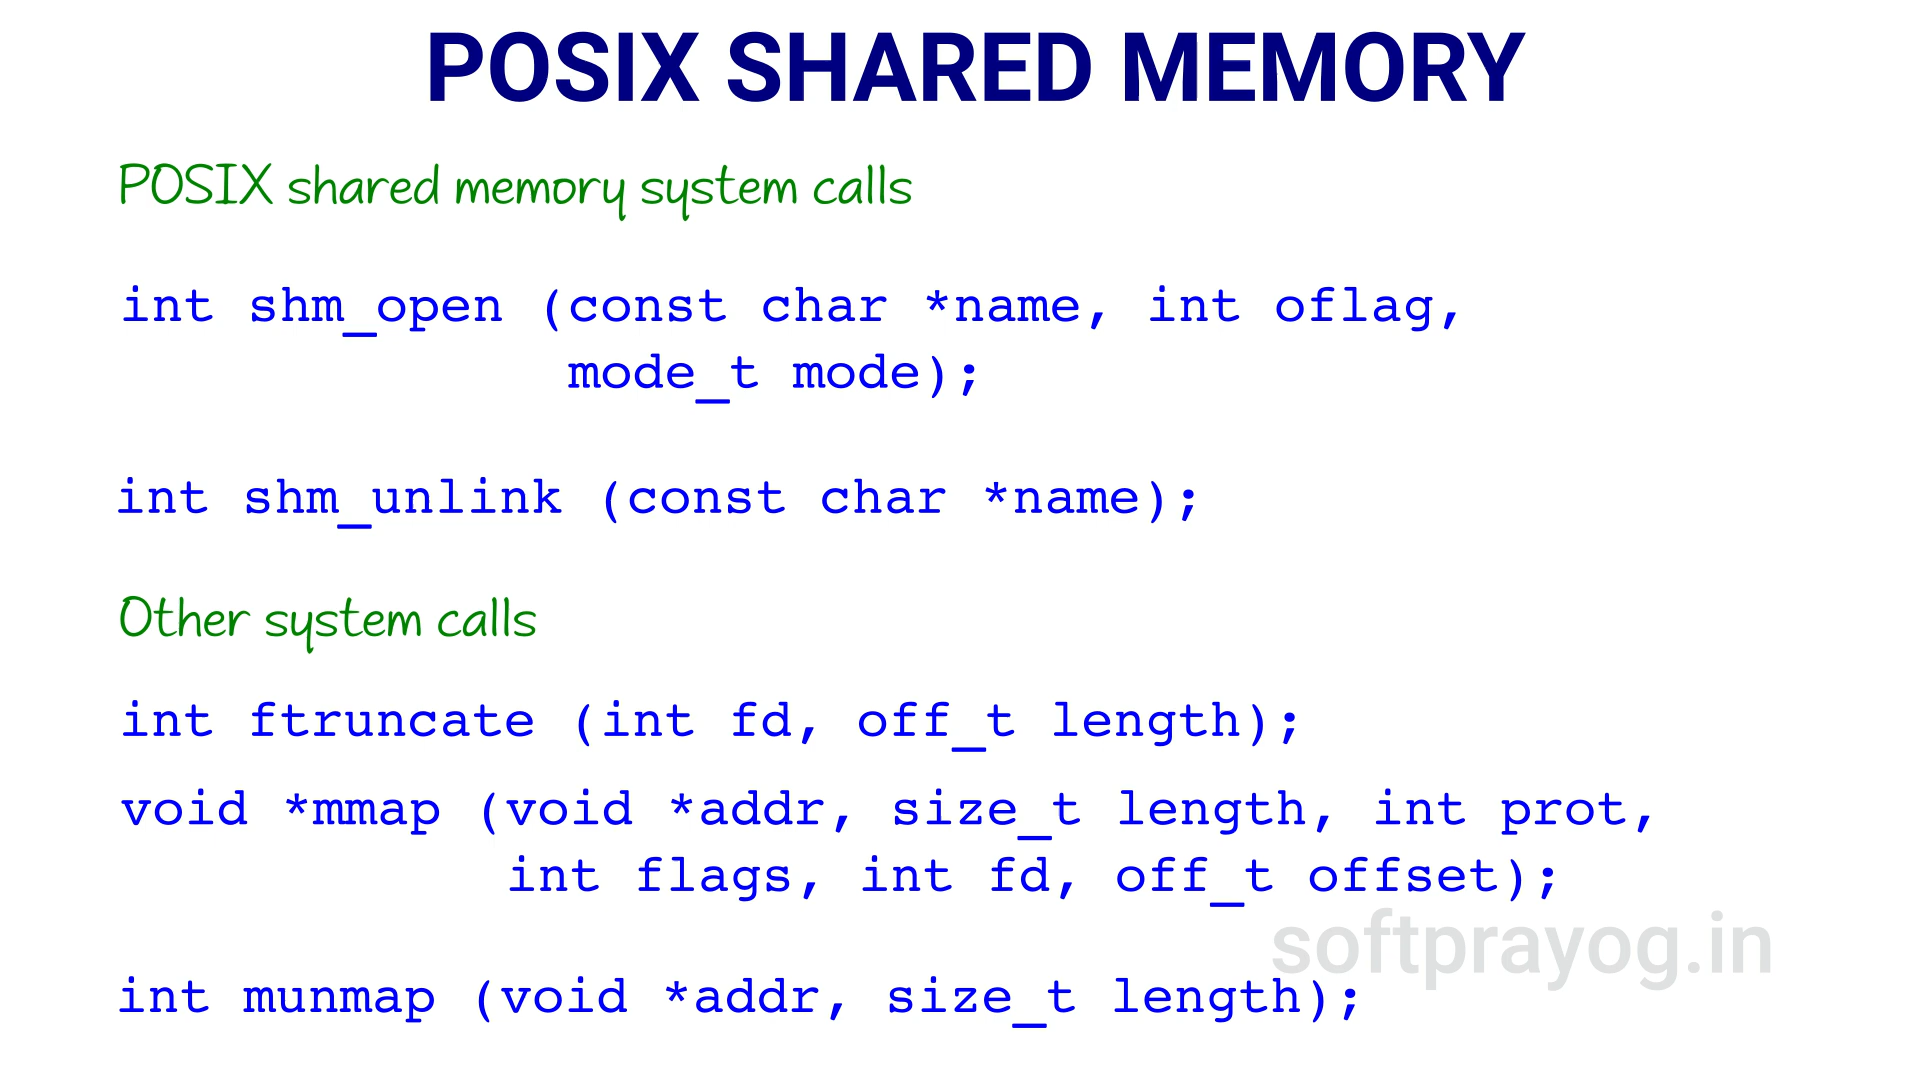 POSIX SHARED MEMORY
POSIX shared memory system calls
int shm_open (const char *name, int oflag,
mode_t mode);
int shm_unlink (const char *name);
Other system calls
int ftruncate (int fd, off_t length);
void *mmap (void *addr, size_t length, int prot,
int flags, int fd, off_t offset);
softprayog.in
int munmap (void *addr, size_t length);